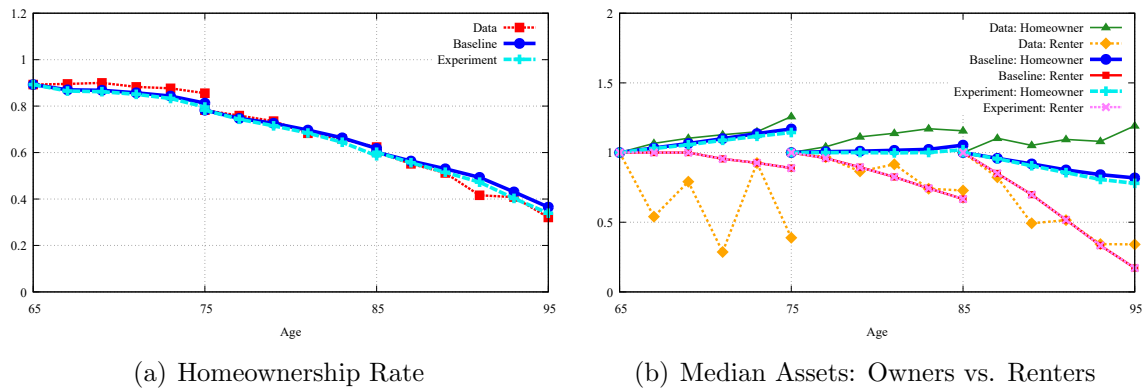 1.2
1
0.8
0.6
0.4
0.2
0
65
75
85
95
Age
Data
Baseline
Experiment
(a) Homeownership Rate
2
1.5
1
0.5
0
65
75
85
95
Age
Data: Homeowner
Data: Renter
Baseline: Homeowner
Baseline: Renter
Experiment: Homeowner
Experiment: Renter
(b) Median Assets: Owners vs. Renters